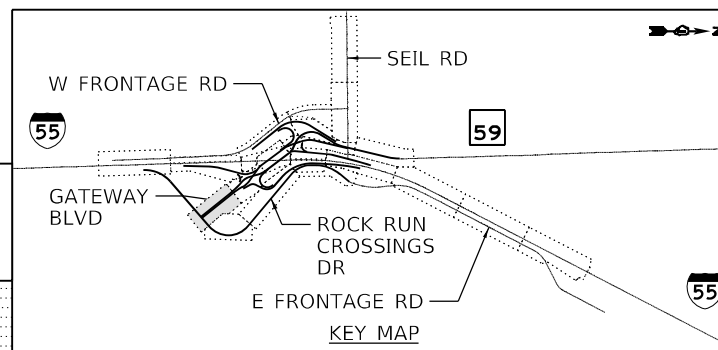 SEIL RD
W FRONTAGE RD
55
59
GATEWAY
BLVD
ROCK RUN
CROSSINGS
DR
E FRONTAGE RD
55
KEY MAP